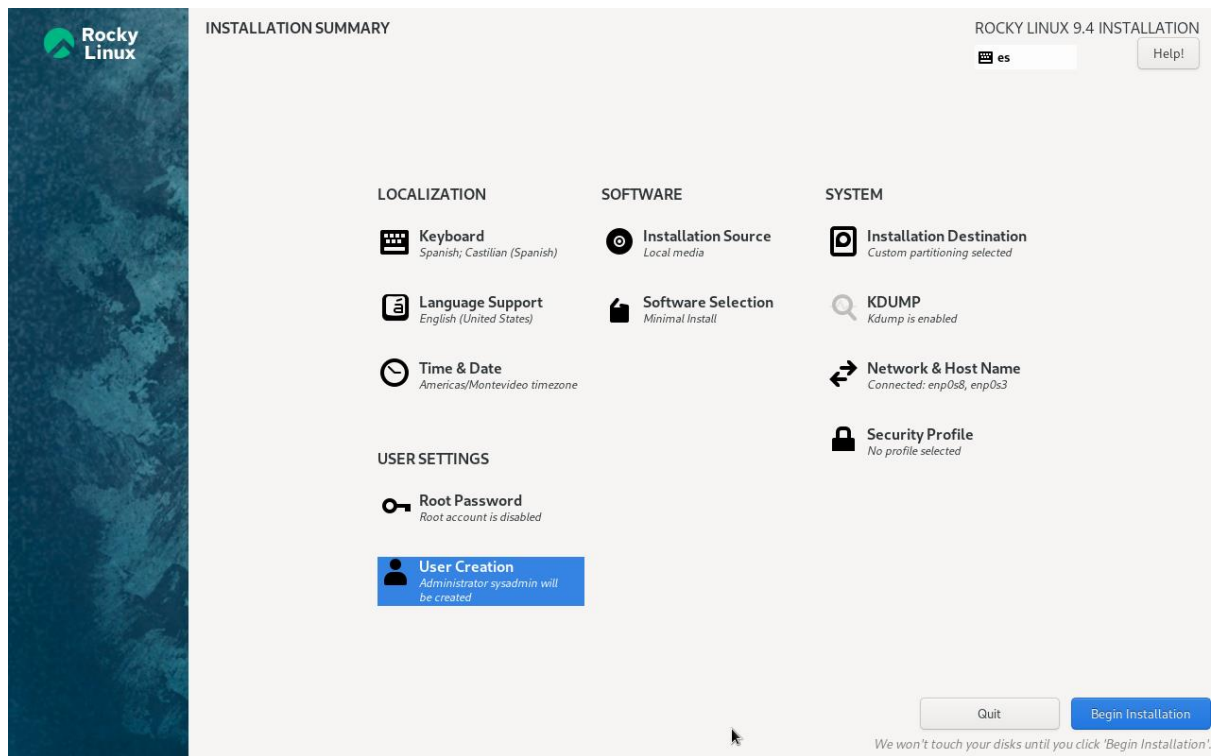 Rocky
Linux
INSTALLATION SUMMARY
ROCKY LINUX 9.4 INSTALLATION
es
Help!
LOCALIZATION
Keyboard
Spanish; Castilian (Spanish)
Language Support
English (United States)
Time & Date
Americas/Montevideo timezone
USER SETTINGS
Root Password
Root account is disabled
User Creation
Administrator sysadmin will
be created
SOFTWARE
Installation Source
Local media
Software Selection
Minimal Install
SYSTEM
Installation Destination
Custom partitioning selected
KDUMP
Kdump is enabled
Network & Host Name
Connected: enp0s8, enp0s3
Security Profile
No profile selected
Quit
Begin Installation
We won't touch your disks until you click 'Begin Installation'.